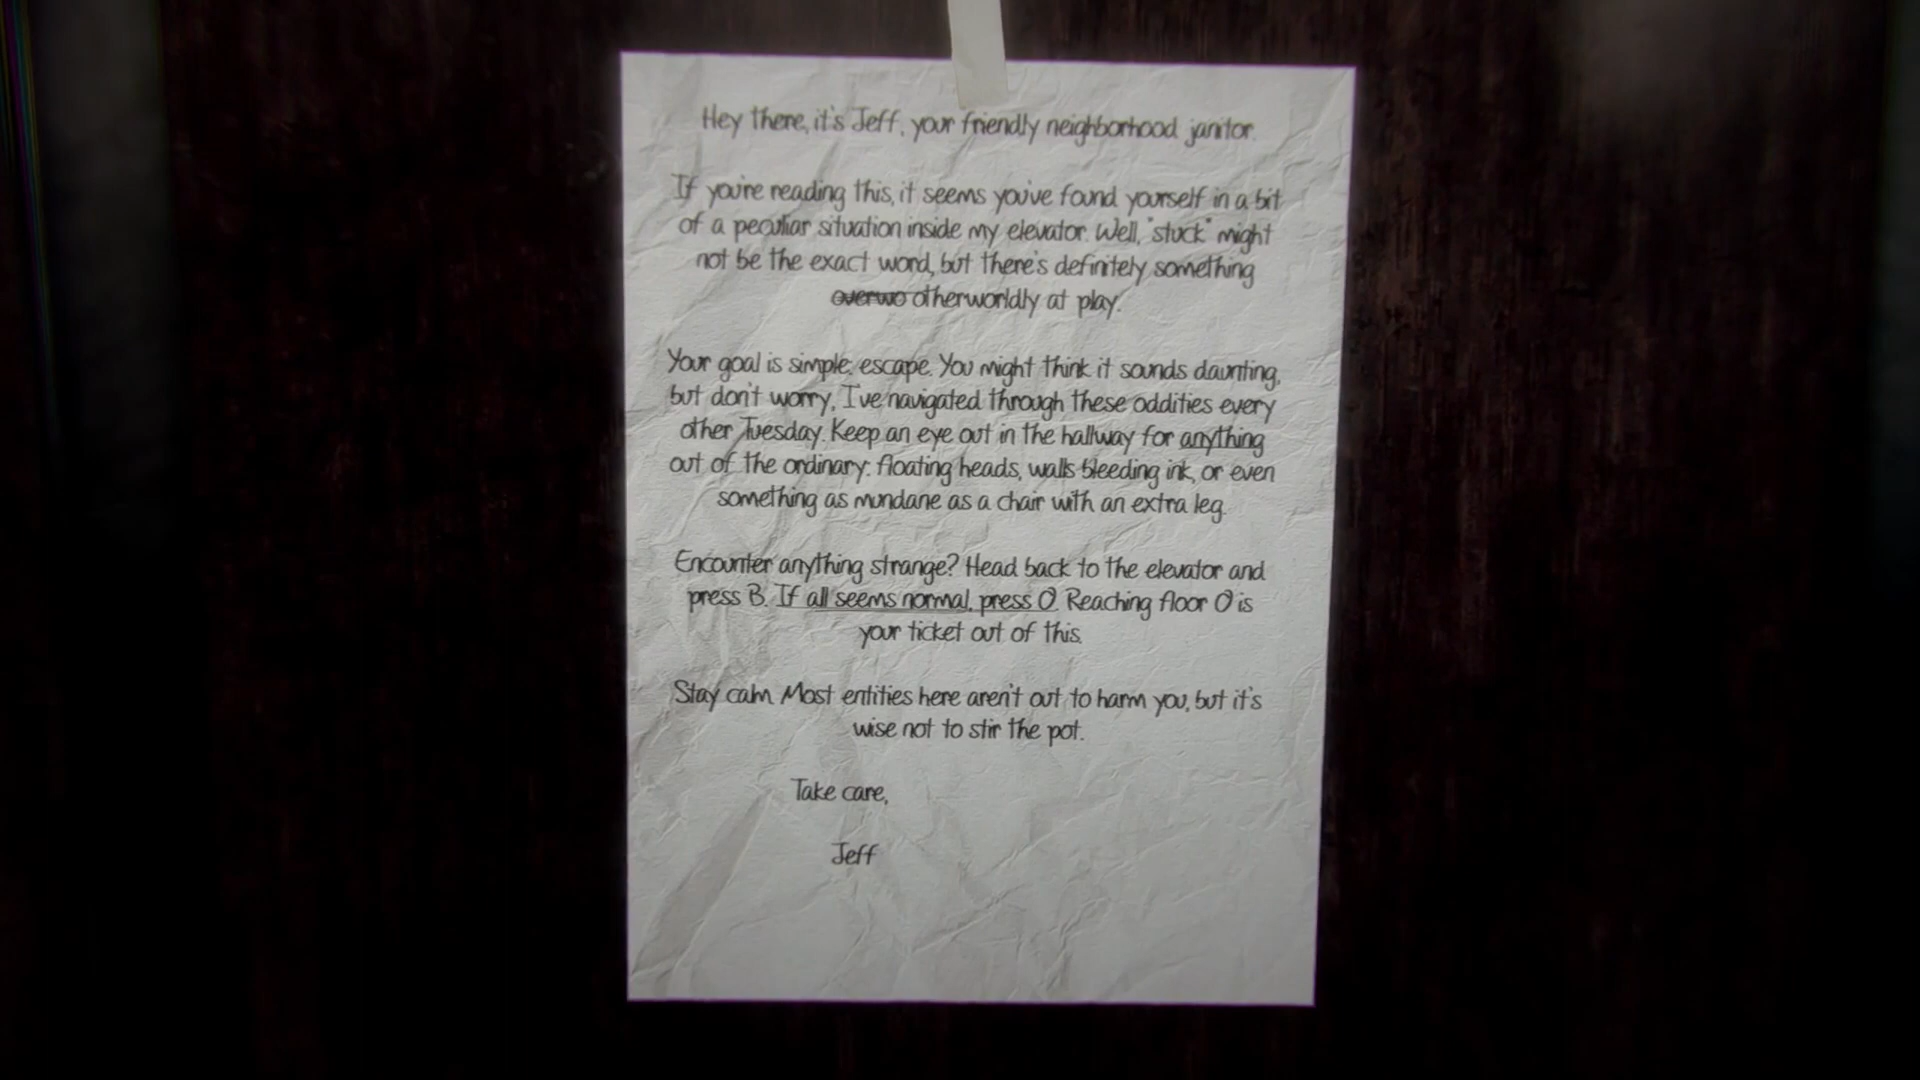 Hey there, it's Jeff, your friendly neighborhood janitor.
If you're reading this, it seems you've found yourself in a bit
of a peculiar situation inside my elevator. Well, "stuck" might
not be the exact word, but there's definitely something
overwo otherworldly at play.
Your goal is simple: escape. You might think it sounds daunting,
but don't worry, I've navigated through these oddities every
other Tuesday. Keep an eye out in the hallway for anything
out of the ordinary: floating heads, walls bleeding ink, or even
something as mundane as a chair with an extra leg.
Encounter anything strange? Head back to the elevator and
press B. If all seems normal, press O. Reaching floor O is
your ticket out of this.
Stay calm. Most entities here aren't out to harm you, but it's
wise not to stir the pot.
Take care,
Jeff